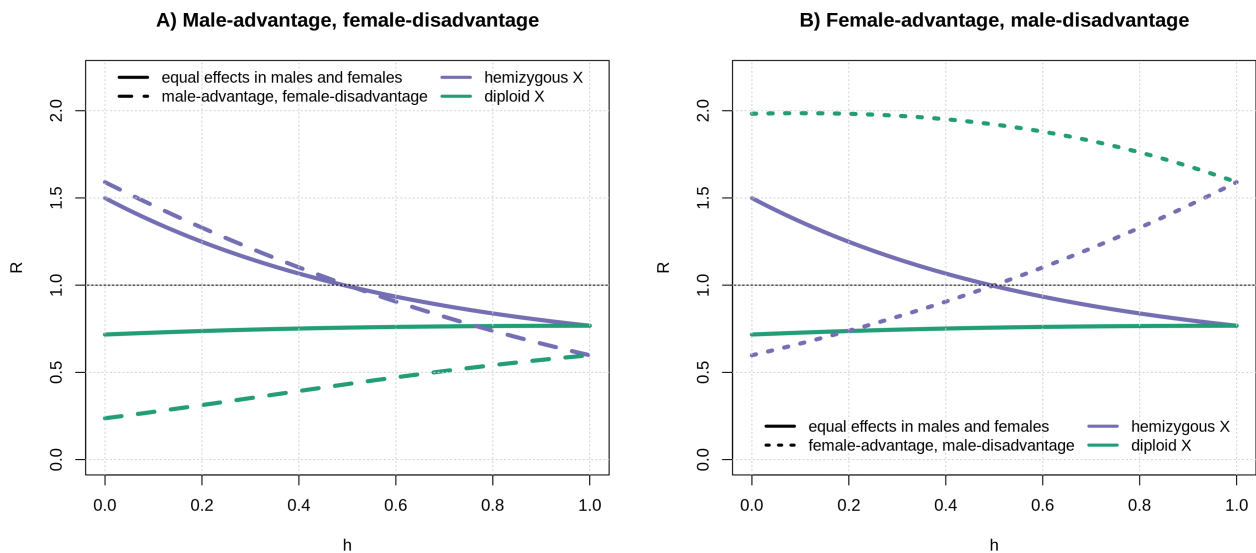 A) Male-advantage, female-disadvantage
equal effects in males and females
male-advantage, female-disadvantage
hemizygous X
diploid X
R
2.0
1.5
1.0
0.5
0.0
0.0 0.2 0.4 0.6 0.8 1.0
h
B) Female-advantage, male-disadvantage
R
2.0
1.5
1.0
0.5
0.0
equal effects in males and females
female-advantage, male-disadvantage
hemizygous X
diploid X
0.0 0.2 0.4 0.6 0.8 1.0
h